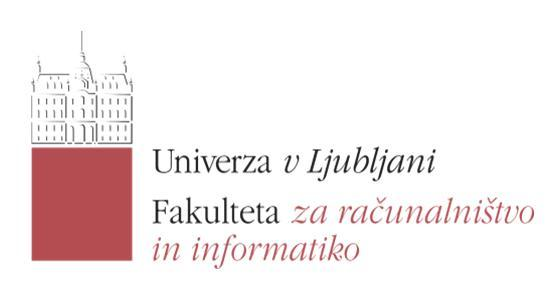 Univerza v Ljubljani
Fakulteta za računalništvo
in informatiko